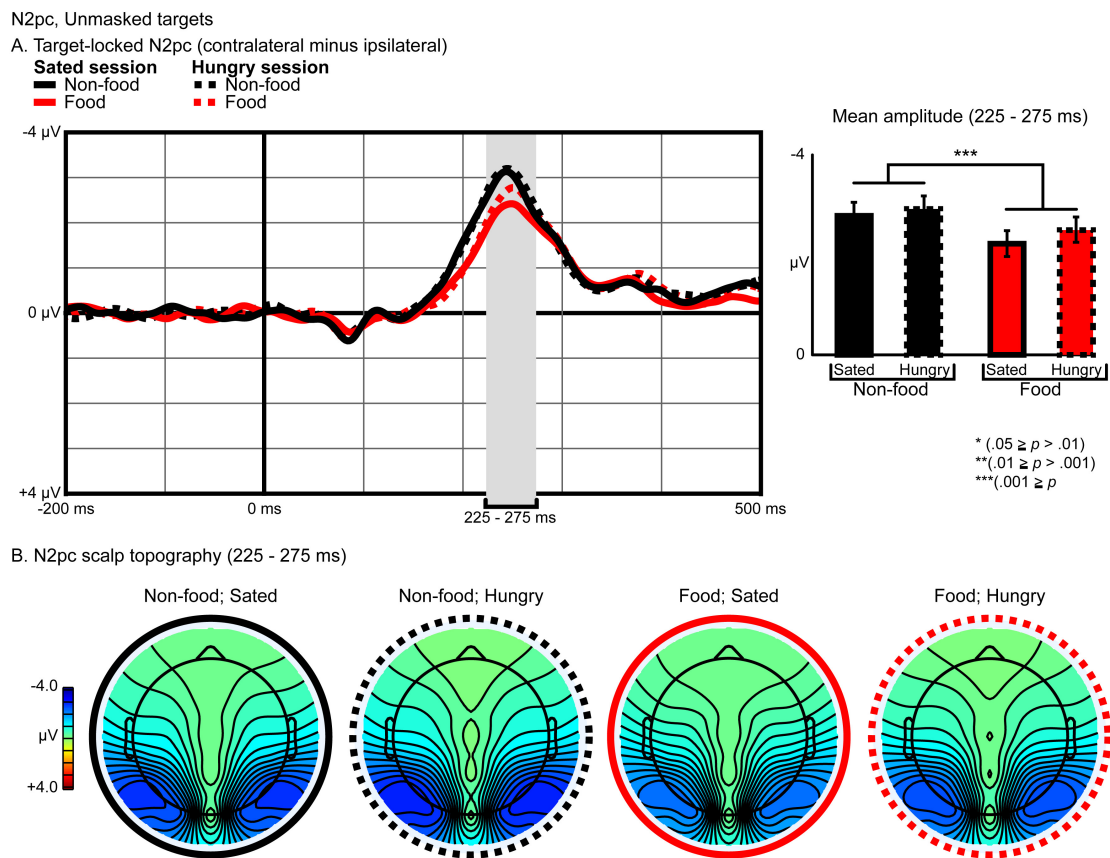 N2pc, Unmasked targets
A. Target-locked N2pc (contralateral minus ipsilateral)
Sated session Hungry session
Non-food Non-food
Food Food
-4 µV
0 µV
+4 µV
-200 ms 0 ms 500 ms
225 - 275 ms
Mean amplitude (225 - 275 ms)
-4
***
µV
0
Sated Hungry Sated Hungry
Non-food Food
* (.05 ≧ p > .01)
**(.01 ≧ p > .001)
***(.001 ≧ p
B. N2pc scalp topography (225 - 275 ms)
Non-food; Sated Non-food; Hungry Food; Sated Food; Hungry
-4.0
µV
+4.0